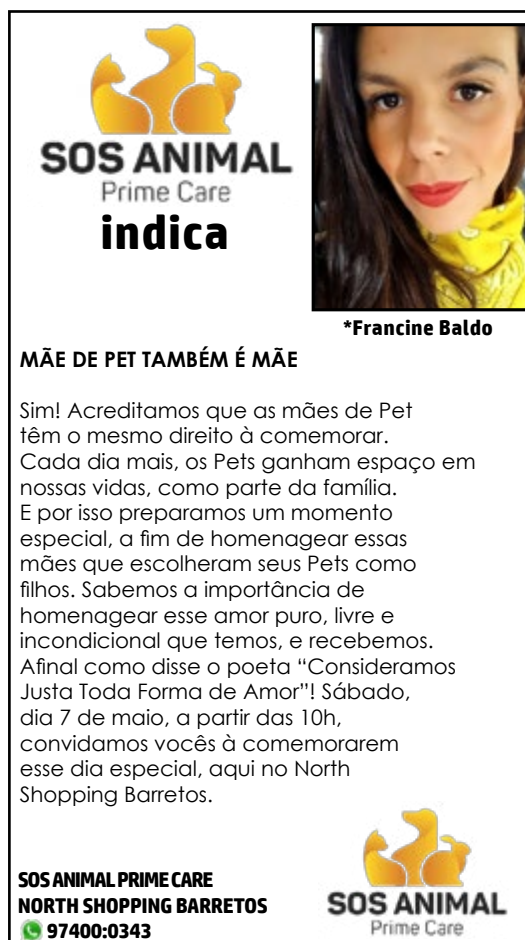 SOS ANIMAL
Prime Care
indica
*Francine Baldo
MÃE DE PET TAMBÉM É MÃE
Sim! Acreditamos que as mães de Pet
têm o mesmo direito à comemorar.
Cada dia mais, os Pets ganham espaço em
nossas vidas, como parte da família.
E por isso preparamos um momento
especial, a fim de homenagear essas
mães que escolheram seus Pets como
filhos. Sabemos a importância de
homenagear esse amor puro, livre e
incondicional que temos, e recebemos.
Afinal como disse o poeta “Consideramos
Justa Toda Forma de Amor”! Sábado,
dia 7 de maio, a partir das 10h,
convidamos vocês à comemorarem
esse dia especial, aqui no North
Shopping Barretos.
SOS ANIMAL PRIME CARE
NORTH SHOPPING BARRETOS
97400:0343
SOS ANIMAL
Prime Care